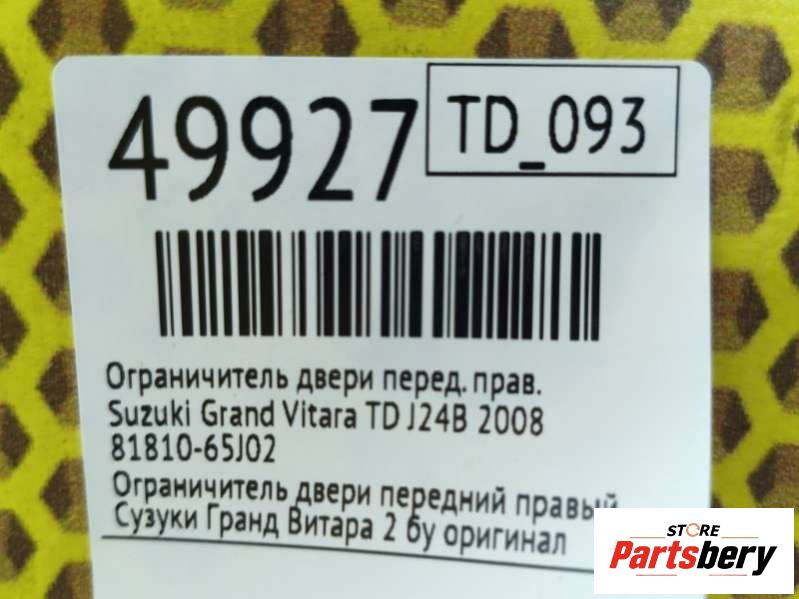 49927
TD_093
Ограничитель двери перед. прав.
Suzuki Grand Vitara TD J24B 2008
81810-65J02
Ограничитель двери передний правый
Сузуки Гранд Витара 2 бу оригинал
STORE
Partsbery